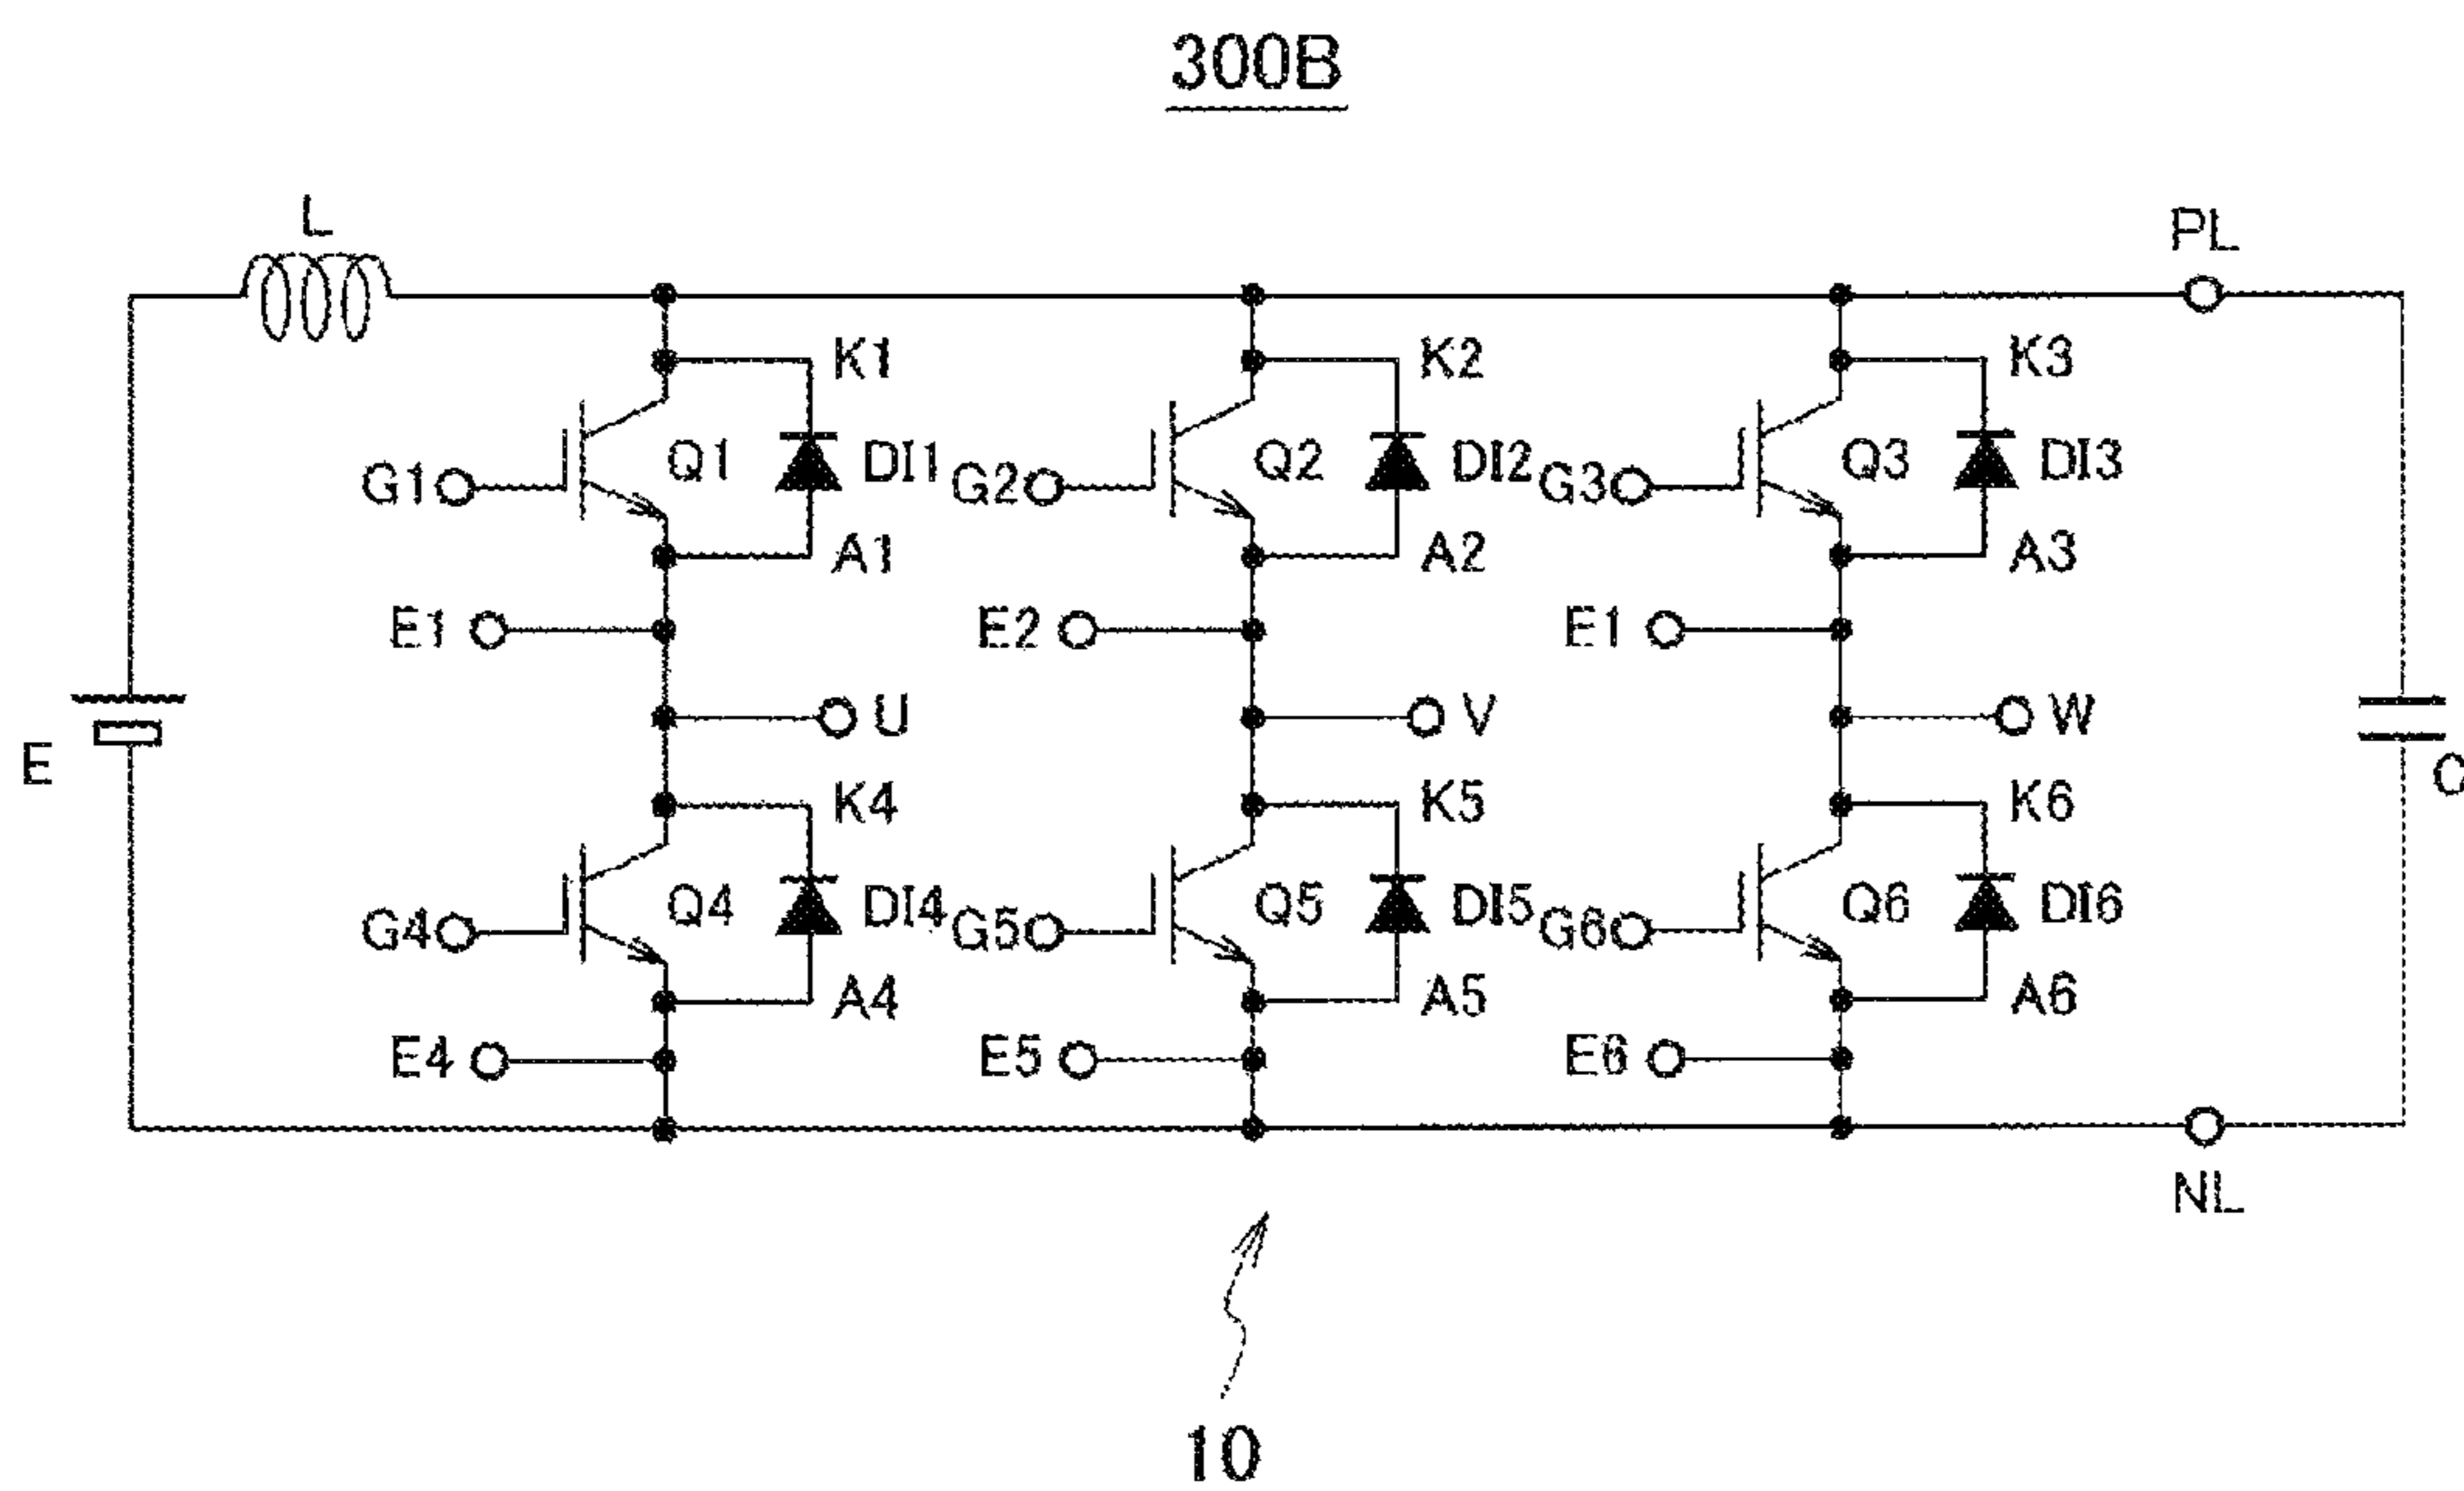 300B
L
PL
K1 K2 K3
G1 Q1 DI1 G2 Q2 DI2 G3 Q3 DI3
A1 A2 A3
E1 E2 E1
U V W
E
C
K4 K5 K6
G4 Q4 DI4 G5 Q5 DI5 G6 Q6 DI6
A4 A5 A6
E4 E5 E6
NL
10